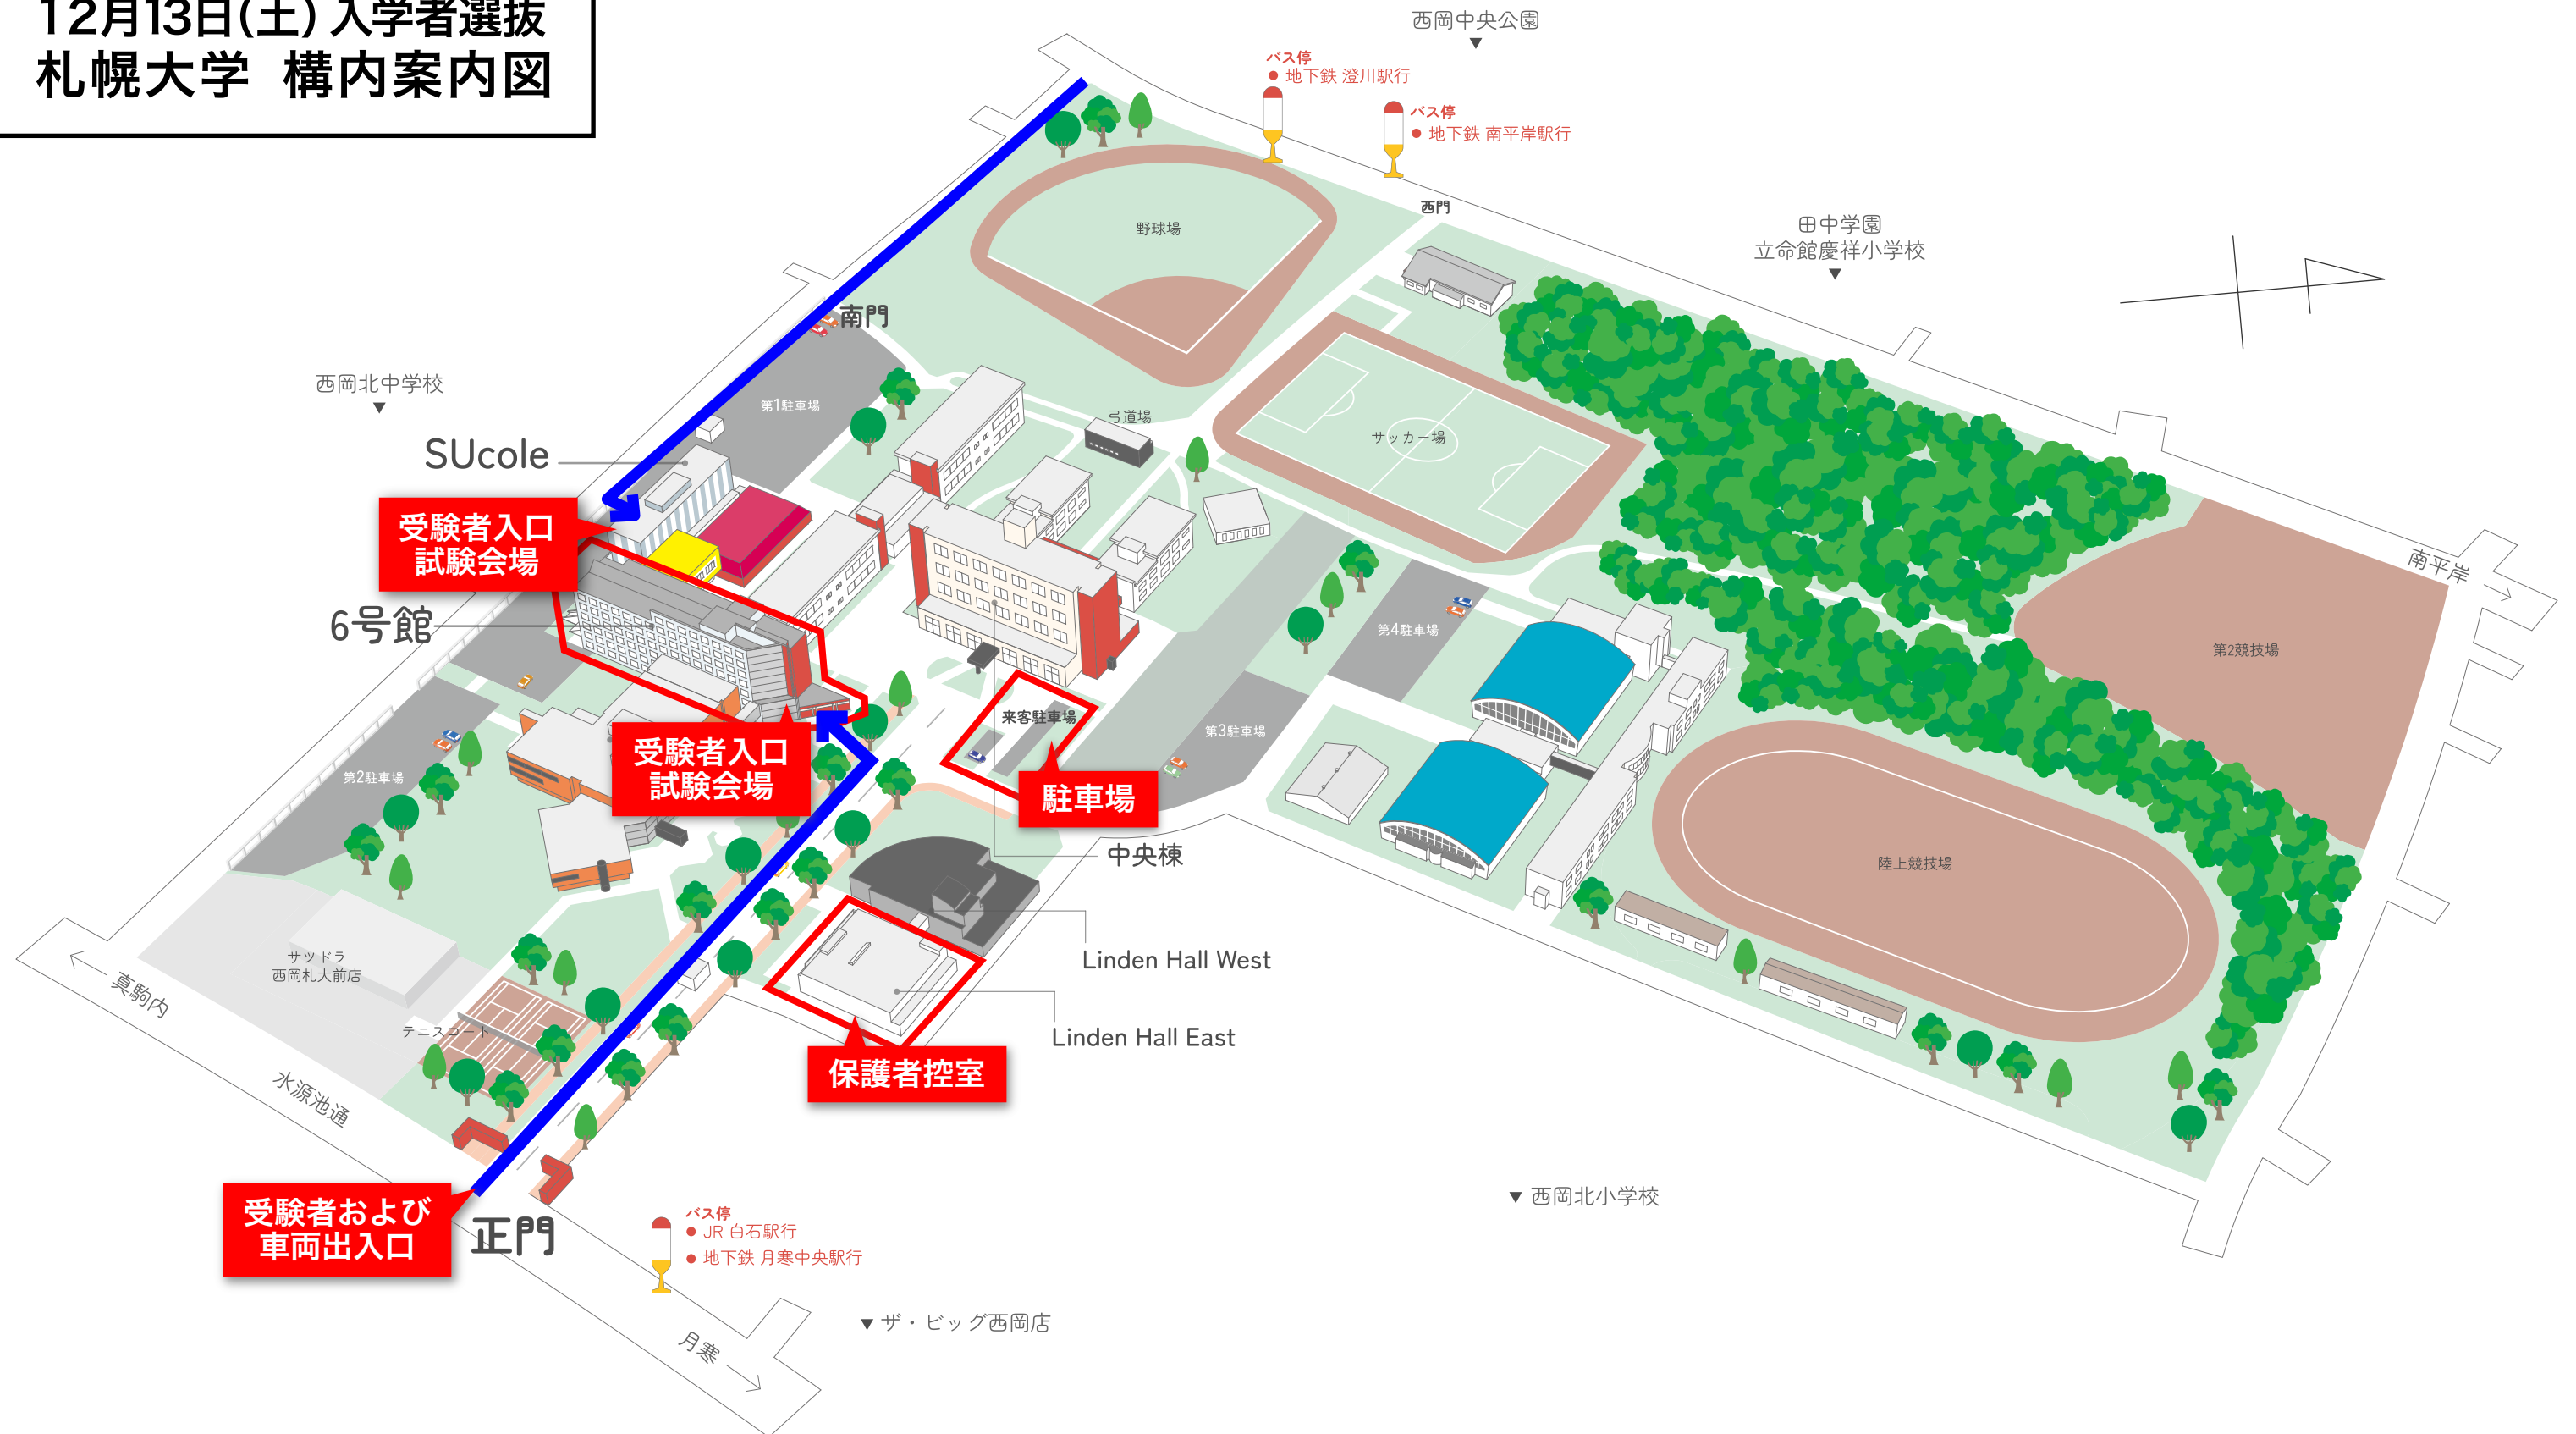 12月13日(土) 入学者選抜
札幌大学 構内案内図
西岡中央公園
▼
バス停
● 地下鉄 澄川駅行
バス停
● 地下鉄 南平岸駅行
西門
野球場
田中学園
立命館慶祥小学校
▼
南門
西岡北中学校
▼
第1駐車場
弓道場
サッカー場
SUcole
受験者入口
試験会場
6号館
南平岸
第4駐車場
第2競技場
来客駐車場
第3駐車場
第2駐車場
受験者入口
試験会場
駐車場
中央棟
陸上競技場
Linden Hall West
サツドラ
西岡札大前店
真駒内
テニスコート
Linden Hall East
保護者控室
水源池通
▼ 西岡北小学校
受験者および
車両出入口
正門
バス停
● JR 白石駅行
● 地下鉄 月寒中央駅行
▼ ザ・ビッグ西岡店
月寒